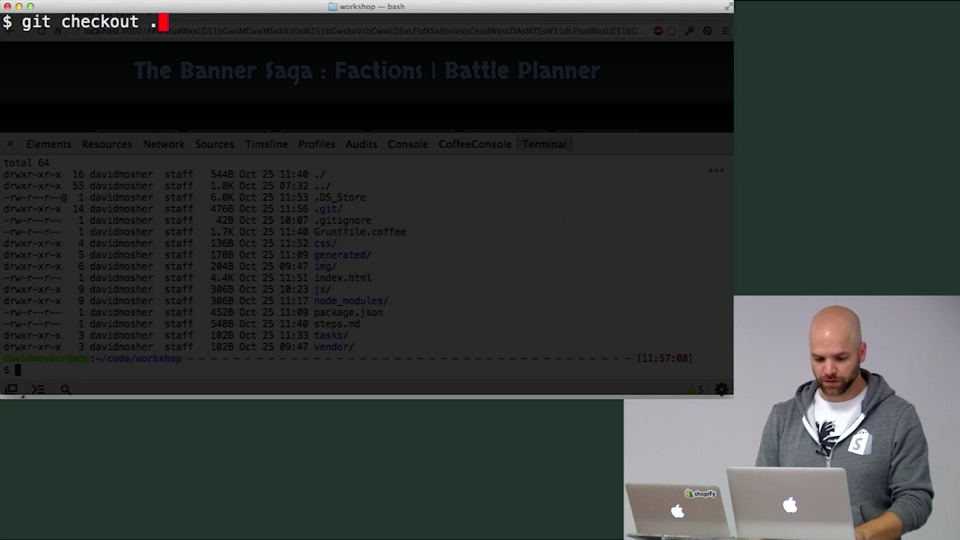 workshop — bash
$ git checkout .
The Banner Saga : Factions | Battle Planner
× Elements Resources Network Sources Timeline Profiles Audits Console CoffeeConsole Terminal
total 64
drwxr-xr-x 16 davidmosher staff 544B Oct 25 11:40 ./
drwxr-xr-x 55 davidmosher staff 1.8K Oct 25 07:32 ../
-rw-r--r--@ 1 davidmosher staff 6.0K Oct 25 11:53 .DS_Store
drwxr-xr-x 14 davidmosher staff 476B Oct 25 11:56 .git/
-rw-r--r-- 1 davidmosher staff 42B Oct 25 10:07 .gitignore
-rw-r--r-- 1 davidmosher staff 1.7K Oct 25 11:40 Gruntfile.coffee
drwxr-xr-x 4 davidmosher staff 136B Oct 25 11:52 css/
drwxr-xr-x 5 davidmosher staff 170B Oct 25 11:09 generated/
drwxr-xr-x 6 davidmosher staff 204B Oct 25 09:47 img/
-rw-r--r-- 1 davidmosher staff 4.4K Oct 25 11:51 index.html
drwxr-xr-x 9 davidmosher staff 306B Oct 25 10:23 js/
drwxr-xr-x 9 davidmosher staff 306B Oct 25 11:17 node_modules/
-rw-r--r-- 1 davidmosher staff 452B Oct 25 11:09 package.json
-rw-r--r-- 1 davidmosher staff 548B Oct 25 11:40 steps.md
drwxr-xr-x 3 davidmosher staff 102B Oct 25 11:33 tasks/
drwxr-xr-x 3 davidmosher staff 102B Oct 25 09:47 vendor/
:~/code/workshop [11:57:08]
$
5
shopify
S